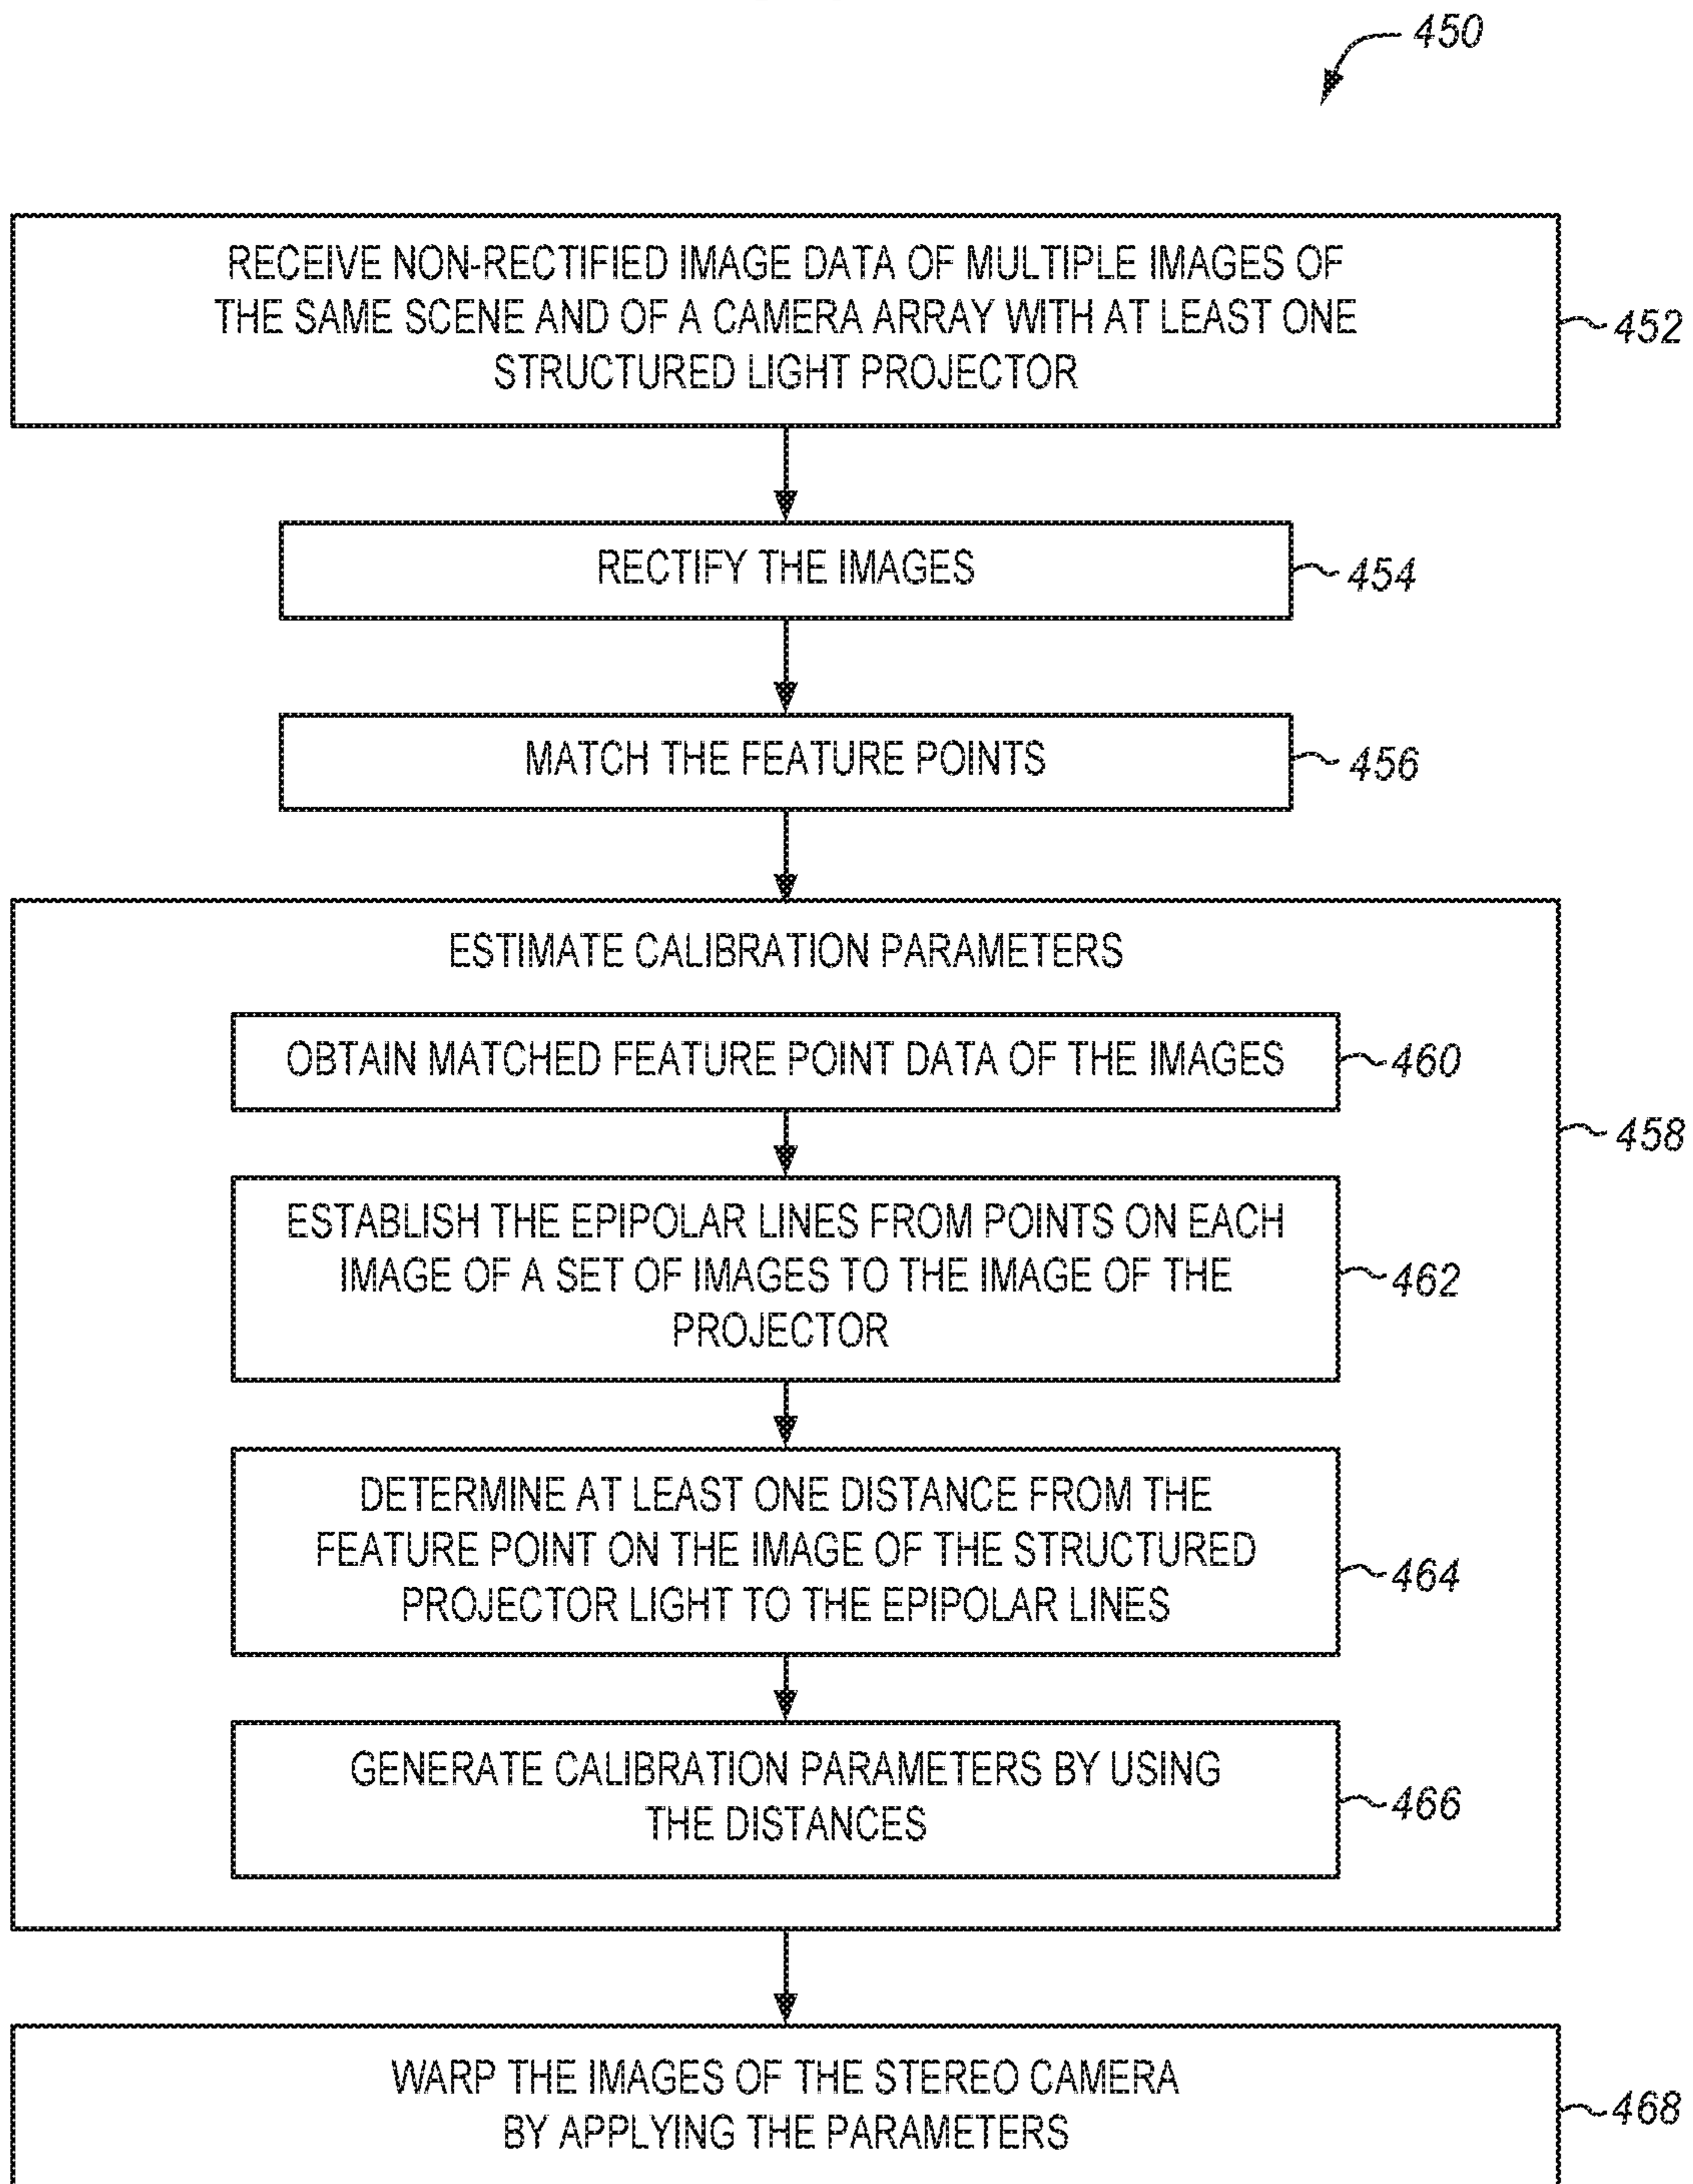 450
RECEIVE NON-RECTIFIED IMAGE DATA OF MULTIPLE IMAGES OF
THE SAME SCENE AND OF A CAMERA ARRAY WITH AT LEAST ONE
STRUCTURED LIGHT PROJECTOR
452
RECTIFY THE IMAGES
454
MATCH THE FEATURE POINTS
456
ESTIMATE CALIBRATION PARAMETERS
458
OBTAIN MATCHED FEATURE POINT DATA OF THE IMAGES
460
ESTABLISH THE EPIPOLAR LINES FROM POINTS ON EACH
IMAGE OF A SET OF IMAGES TO THE IMAGE OF THE
PROJECTOR
462
DETERMINE AT LEAST ONE DISTANCE FROM THE
FEATURE POINT ON THE IMAGE OF THE STRUCTURED
PROJECTOR LIGHT TO THE EPIPOLAR LINES
464
GENERATE CALIBRATION PARAMETERS BY USING
THE DISTANCES
466
WARP THE IMAGES OF THE STEREO CAMERA
BY APPLYING THE PARAMETERS
468